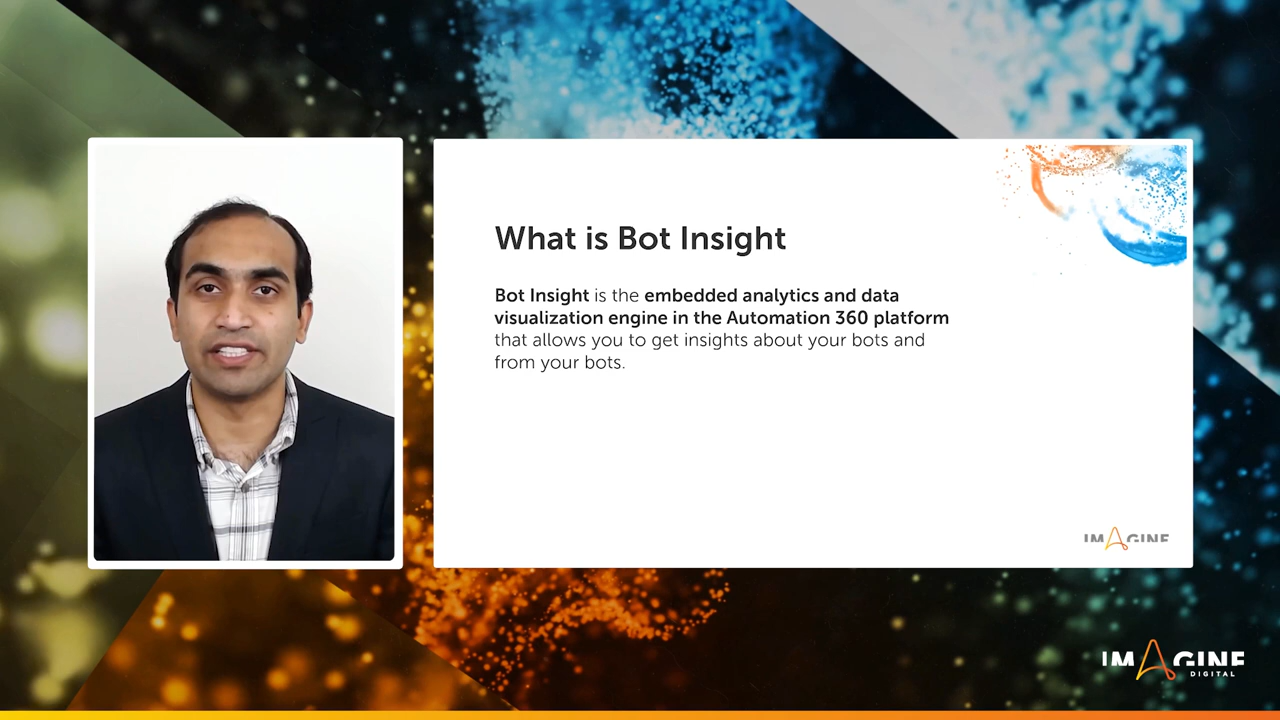 What is Bot Insight
Bot Insight is the embedded analytics and data
visualization engine in the Automation 360 platform
that allows you to get insights about your bots and
from your bots.
IMAGINE
IMAGINE
DIGITAL